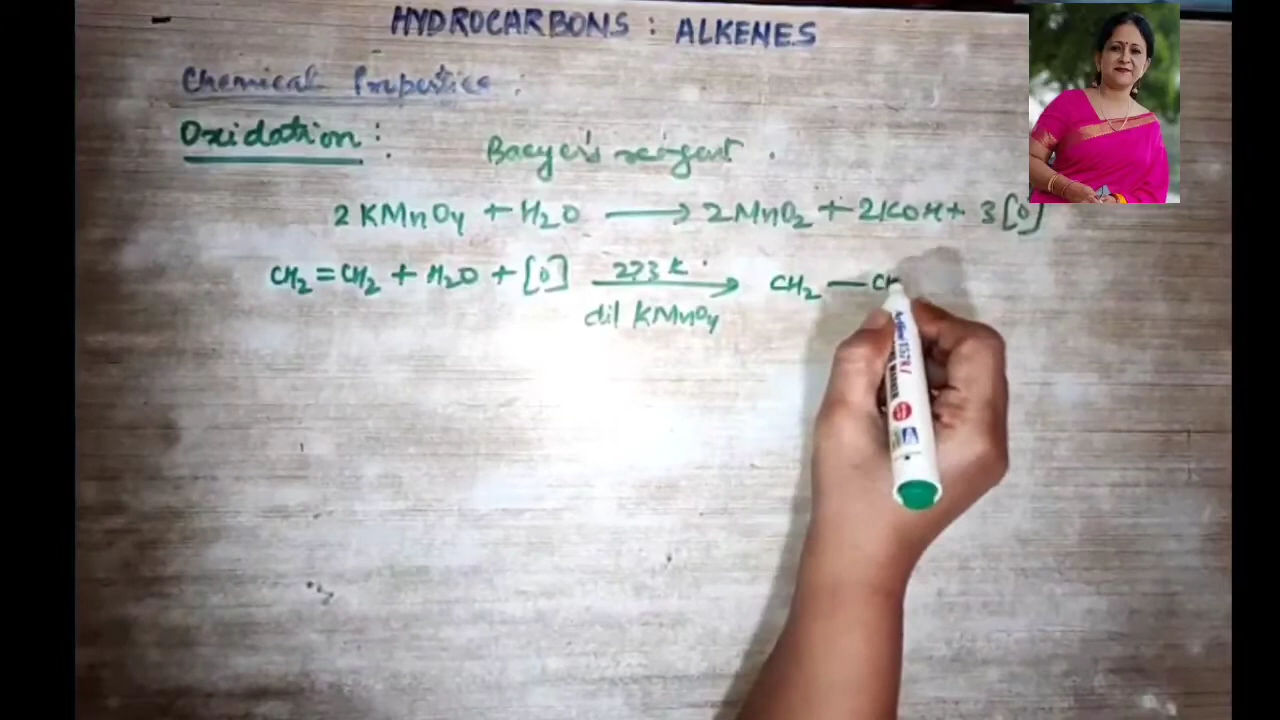 HYDROCARBONS : ALKENES
Chemical Properties .
Oxidation :
Baeyer's reagent .
2 KMnO4 + H2O ⟶ 2 MnO2 + 2KOH + 3 [O]
CH2 = CH2 + H2O + [O] 273 K ⟶ dil KMnO4 CH2 — CH